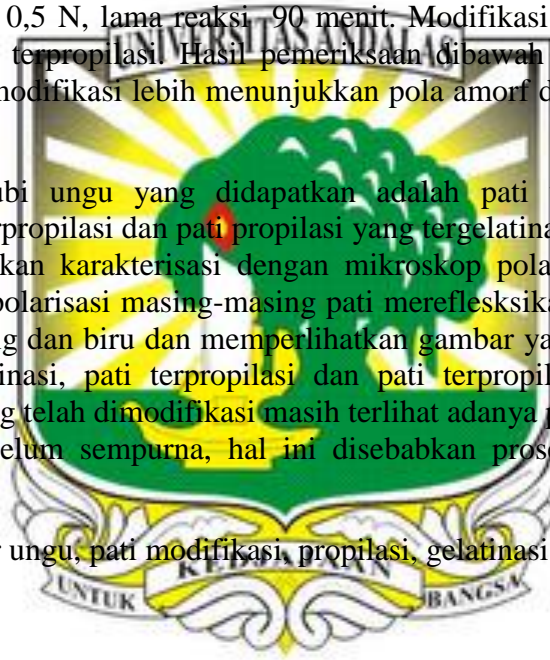 0,5 N, lama reaksi 90 menit. Modifikasi
UNIVERSITAS ANDALAS
terpropilasi. Hasil pemeriksaan dibawah
modifikasi lebih menunjukkan pola amorf d
ubi ungu yang didapatkan adalah pati
rpropilasi dan pati propilasi yang tergelatina
kan karakterisasi dengan mikroskop pola
polarisasi masing-masing pati mereflesksika
g dan biru dan memperlihatkan gambar ya
inasi, pati terpropilasi dan pati terpropil
g telah dimodifikasi masih terlihat adanya p
elum sempurna, hal ini disebabkan prose
r ungu, pati modifikasi, propilasi, gelatinasi
KEDJAJAAN
UNTUK BANGSA